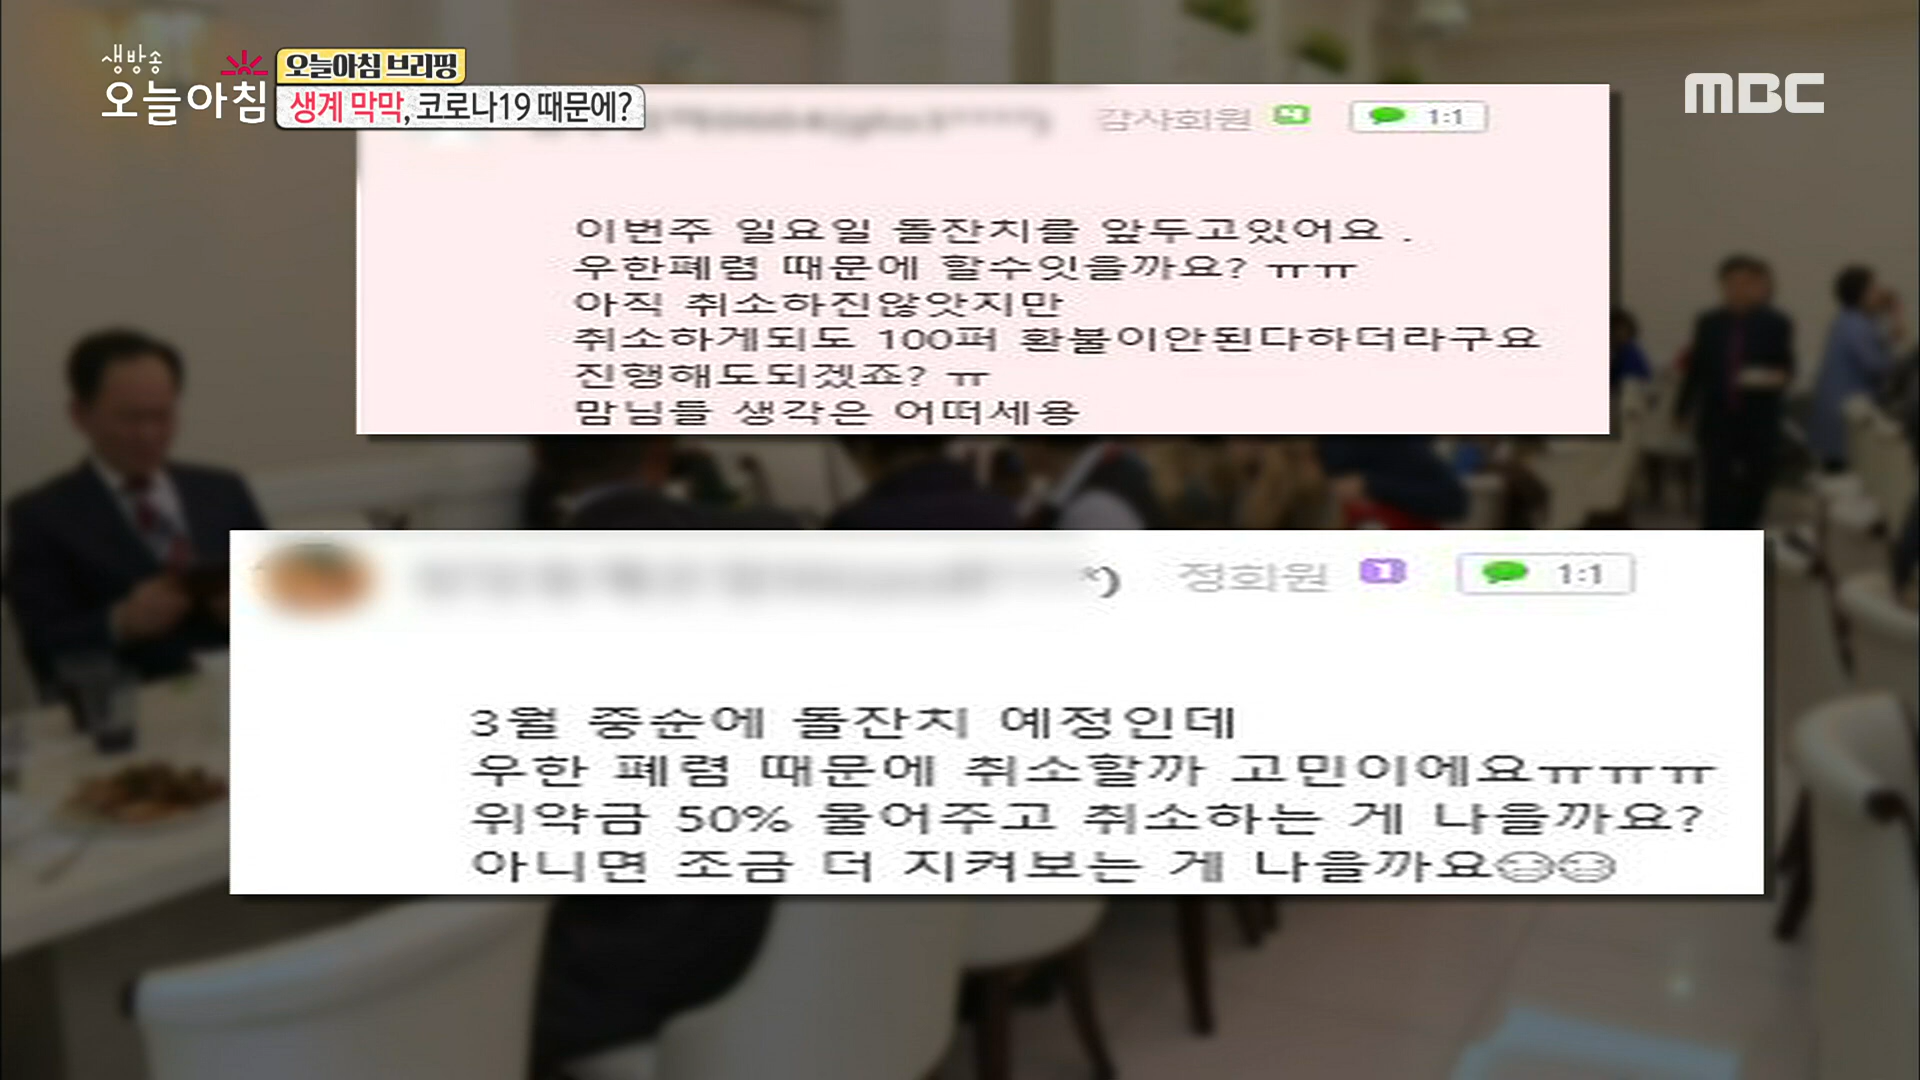 생방송
오늘아침
오늘아침 브리핑
생계 막막, 코로나19 때문에?
MBC
감사회원 4 1:1
이번주 일요일 돌잔치를 앞두고있어요 .
우한폐렴 때문에 할수잇을까요? ㅠㅠ
아직 취소하진않앗지만
취소하게되도 100퍼 환불이안된다하더라구요
진행해도되겟죠? ㅠ
맘님들 생각은 어떠세용
*) 정회원 1 1:1
3월 중순에 돌잔치 예정인데
우한 폐렴 때문에 취소할까 고민이에요ㅠㅠㅠ
위약금 50% 물어주고 취소하는 게 나을까요?
아니면 조금 더 지켜보는 게 나을까요